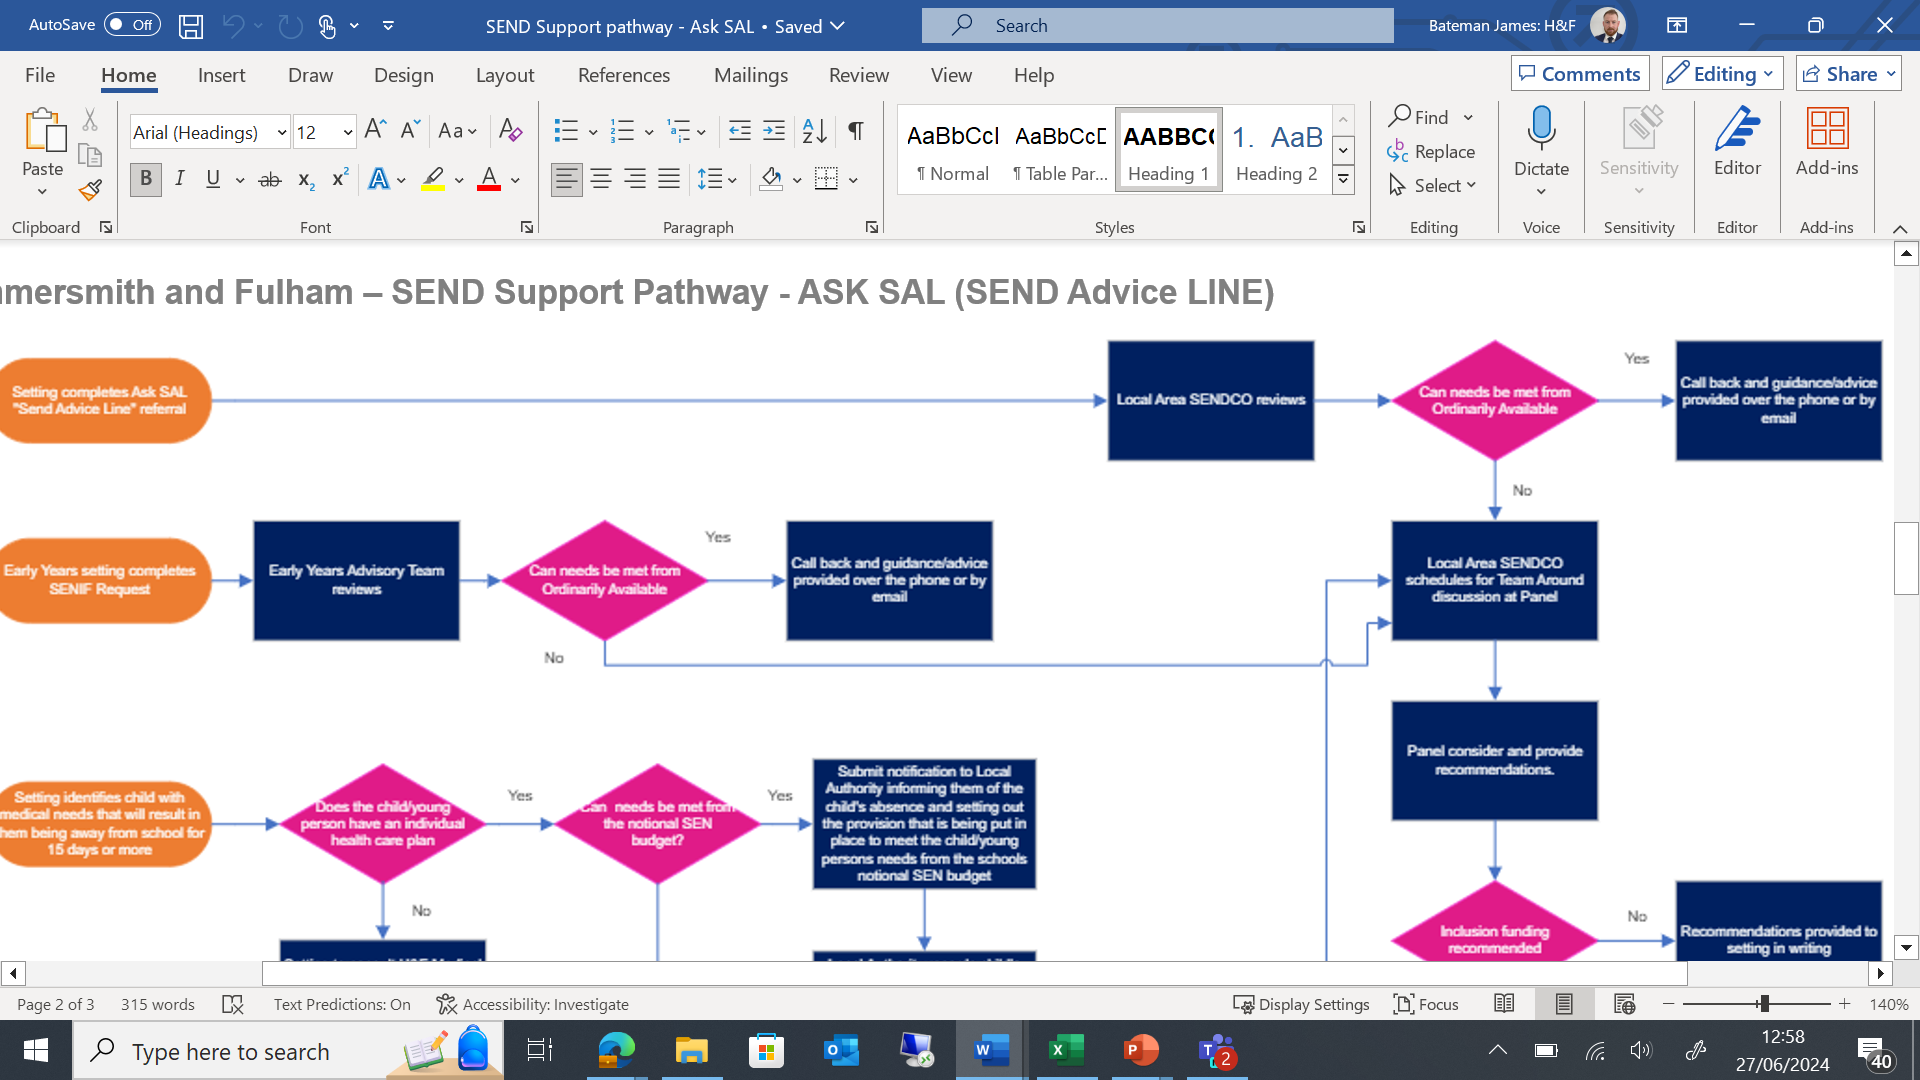 AutoSave Off
SEND Support pathway - Ask SAL • Saved
Search
Bateman James: H&F
File Home Insert Draw Design Layout References Mailings Review View Help
Comments Editing Share
Paste
Clipboard
Arial (Headings) 12
Font
Paragraph
AaBbCcI AaBbCcD AABBC 1. AaB
¶ Normal ¶ Table Par... Heading 1 Heading 2
Styles
Find
Replace
Select
Editing
Dictate
Voice
Sensitivity
Sensitivity
Editor
Editor
Add-ins
Add-ins
mersmith and Fulham – SEND Support Pathway - ASK SAL (SEND Advice LINE)
Setting completes Ask SAL
"Send Advice Line" referral
Local Area SENDCO reviews
Can needs be met from
Ordinarily Available
Yes
Call back and guidance/advice
provided over the phone or by
email
No
Early Years setting completes
SENIF Request
Early Years Advisory Team
reviews
Can needs be met from
Ordinarily Available
Yes
Call back and guidance/advice
provided over the phone or by
email
No
Local Area SENDCO
schedules for Team Around
discussion at Panel
Panel consider and provide
recommendations.
Setting identifies child with
medical needs that will result in
them being away from school for
15 days or more
Does the child/young
person have an individual
health care plan
Yes
Can needs be met from
the notional SEN
budget?
Yes
Submit notification to Local
Authority informing them of the
child's absence and setting out
the provision that is being put in
place to meet the child/young
persons needs from the schools
notional SEN budget
No
Inclusion funding
recommended
No
Recommendations provided to
setting in writing
Page 2 of 3 315 words Text Predictions: On Accessibility: Investigate
Display Settings Focus 140%
Type here to search
2
12:58
27/06/2024
40